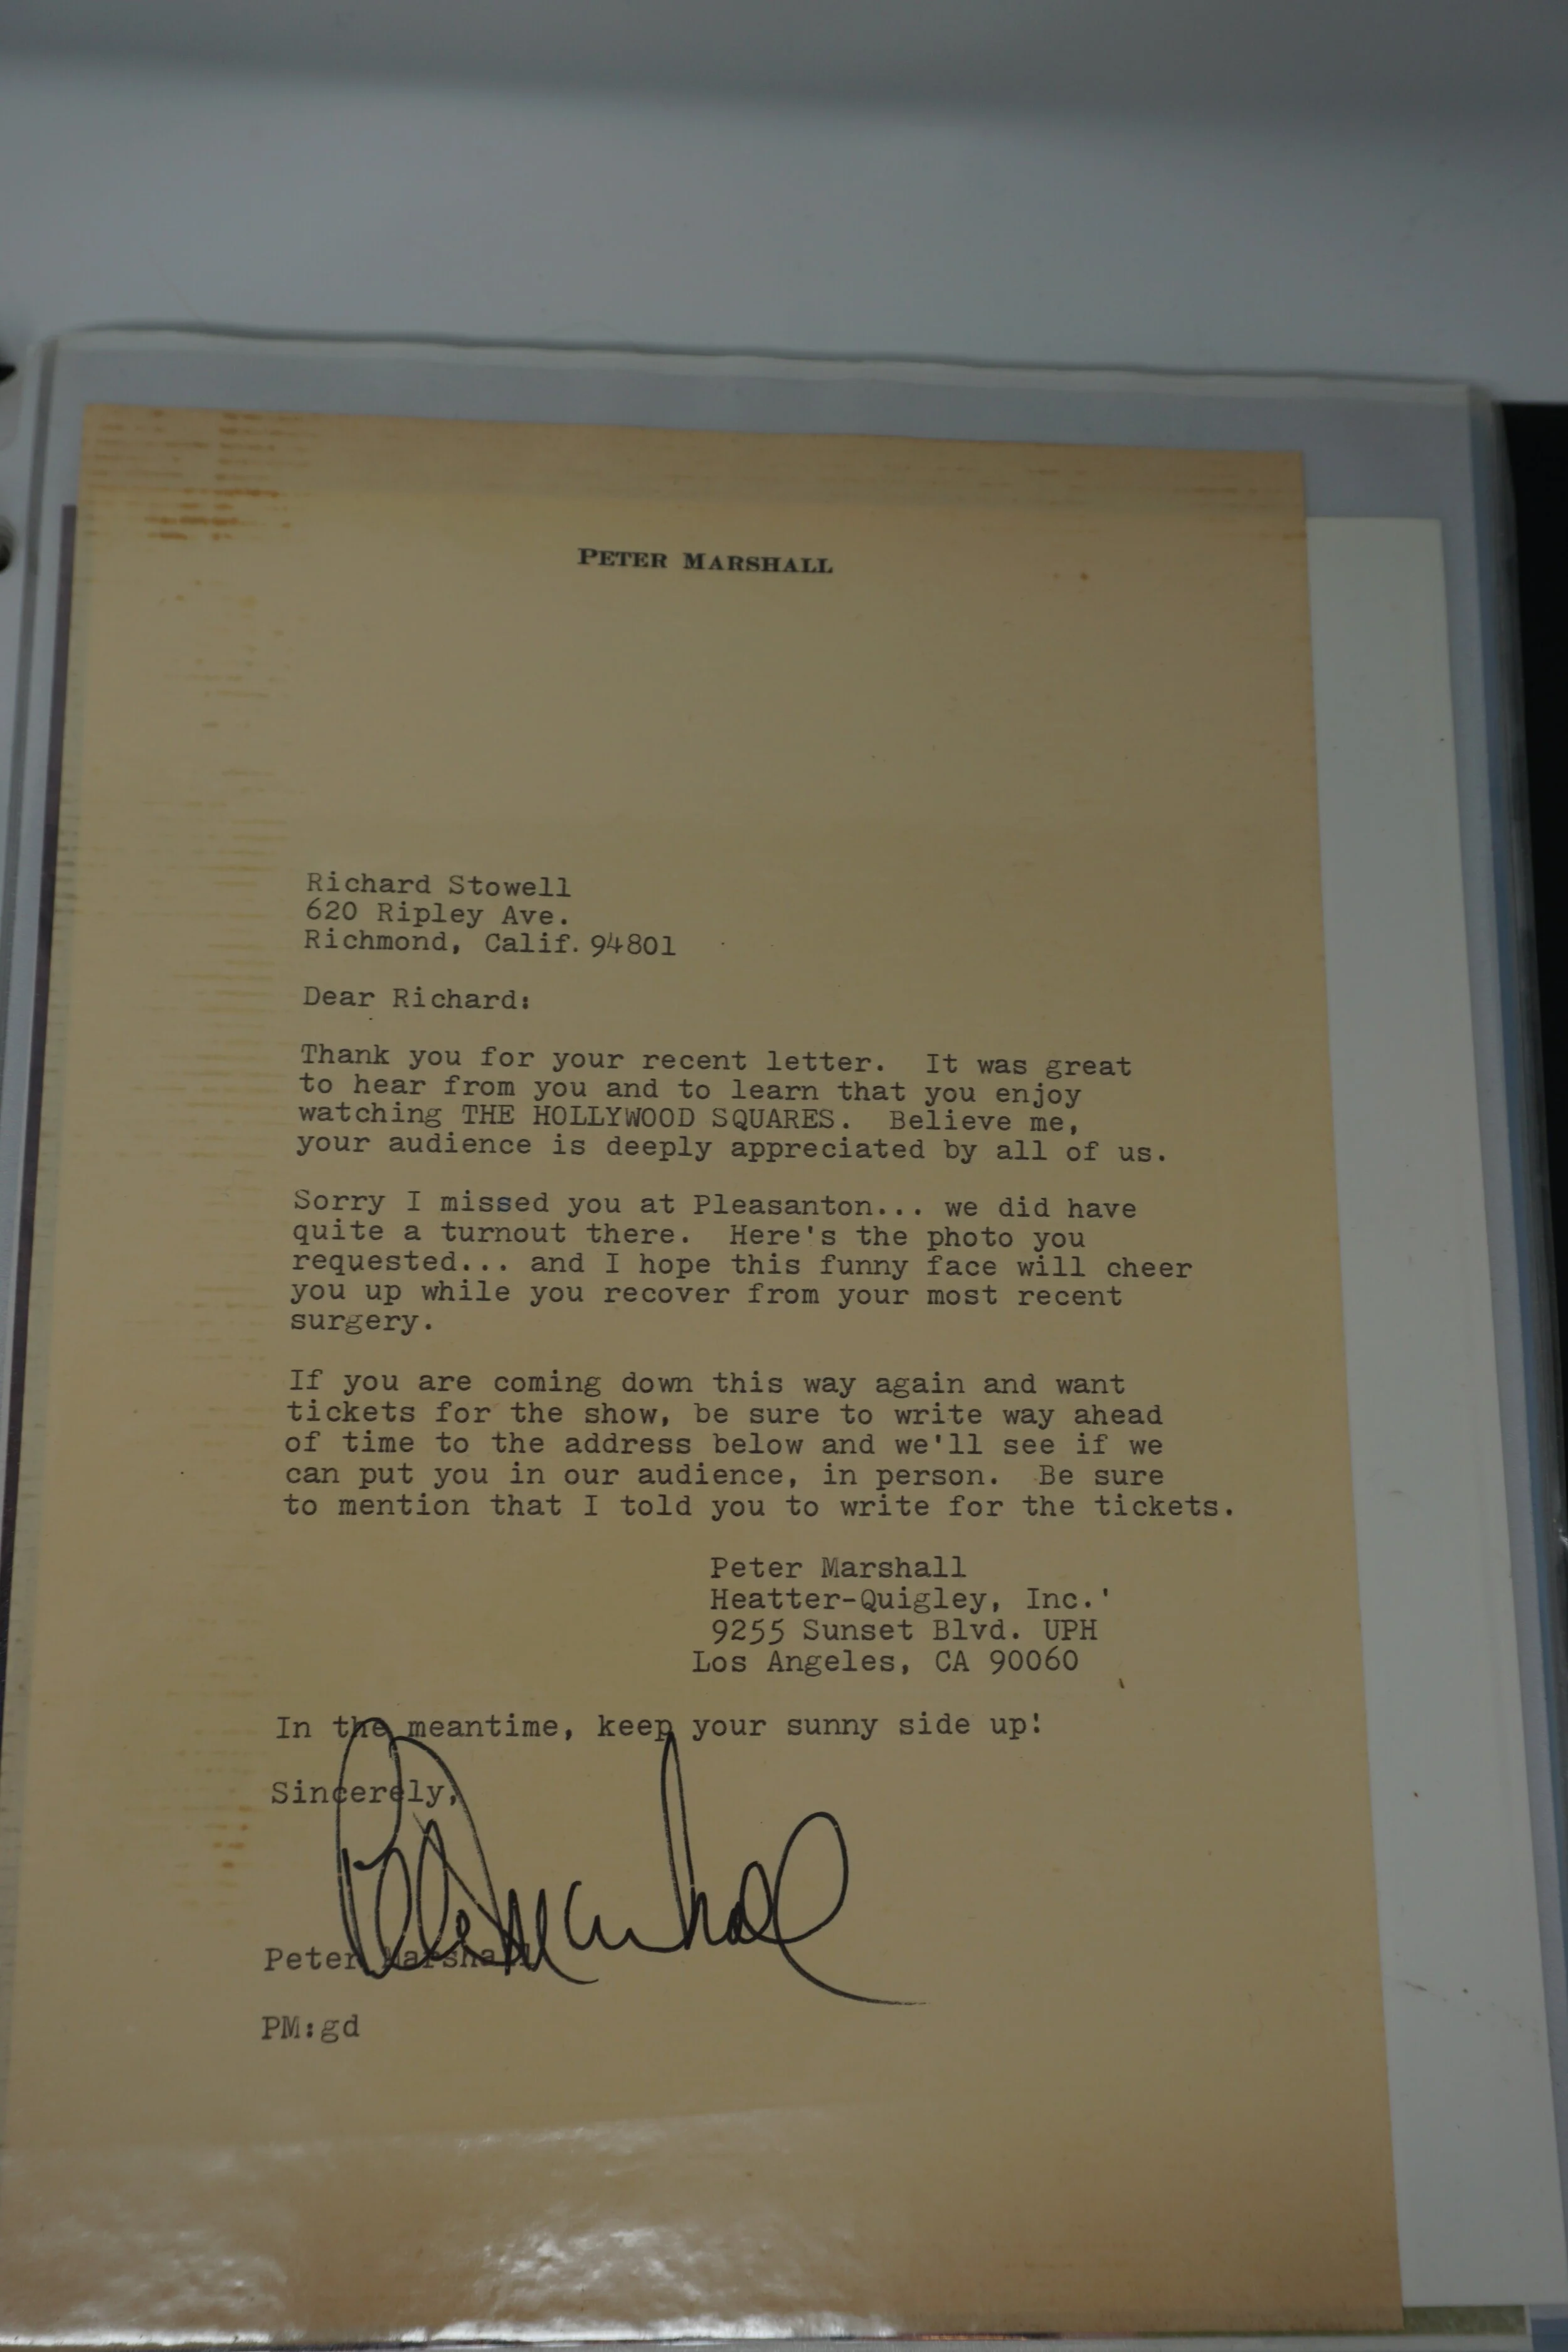 PETER MARSHALL
Richard Stowell
620 Ripley Ave.
Richmond, Calif. 94801
Dear Richard:
Thank you for your recent letter. It was great
to hear from you and to learn that you enjoy
watching THE HOLLYWOOD SQUARES. Believe me,
your audience is deeply appreciated by all of us.
Sorry I missed you at Pleasanton... we did have
quite a turnout there. Here's the photo you
requested... and I hope this funny face will cheer
you up while you recover from your most recent
surgery.
If you are coming down this way again and want
tickets for the show, be sure to write way ahead
of time to the address below and we'll see if we
can put you in our audience, in person. Be sure
to mention that I told you to write for the tickets.
Peter Marshall
Heatter-Quigley, Inc.'
9255 Sunset Blvd. UPH
Los Angeles, CA 90060
In the meantime, keep your sunny side up!
Sincerely,
Peter Marshall
Peter Marshall
PM:gd